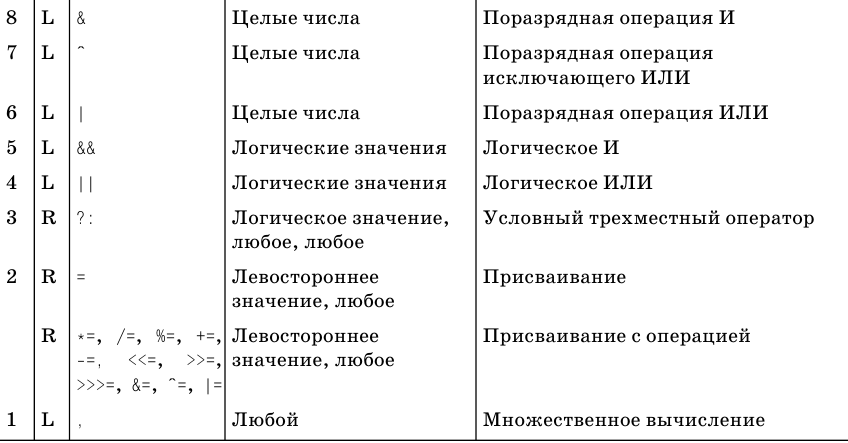 8 L & Целые числа Поразрядная операция И
7 L ^ Целые числа Поразрядная операция
исключающего ИЛИ
6 L | Целые числа Поразрядная операция ИЛИ
5 L && Логические значения Логическое И
4 L || Логические значения Логическое ИЛИ
3 R ?: Логическое значение, Условный трехместный оператор
любое, любое
2 R = Левостороннее Присваивание
значение, любое
R *=, /=, %=, +=, Левостороннее Присваивание с операцией
-=, <<=, >>=, значение, любое
>>>=, &=, ^=, |=
1 L , Любой Множественное вычисление